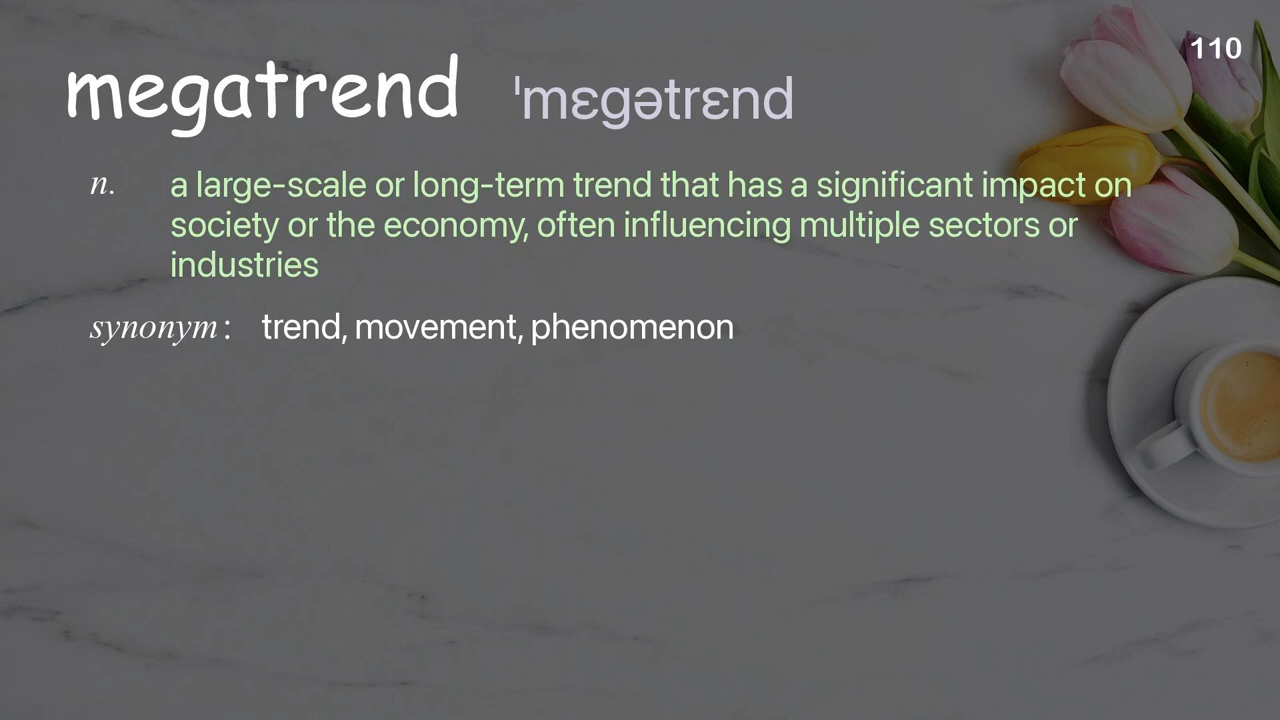 110
megatrend ˈmɛgətrɛnd
n. a large-scale or long-term trend that has a significant impact on
society or the economy, often influencing multiple sectors or
industries
synonym: trend, movement, phenomenon